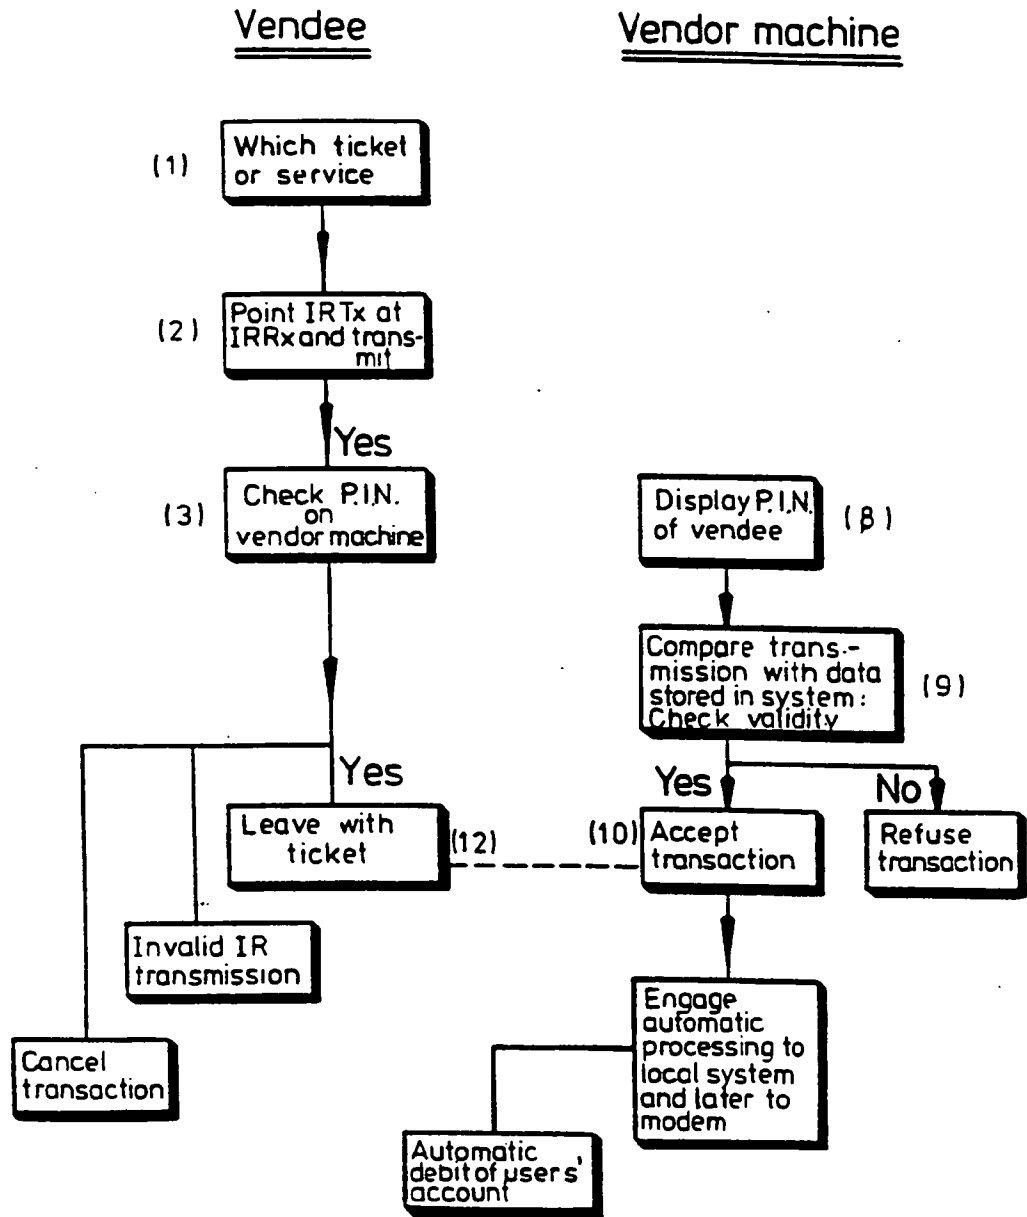 Vendee
Vendor machine
(1)
Which ticket
or service
(2)
Point IRTx at
IRRx and trans-
mit
Yes
(3)
Check P.I.N.
on
vendor machine
Display P.I.N.
of vendee
(8)
Compare trans-
mission with data
stored in system:
Check validity
(9)
Yes
No
Yes
Leave with
ticket
(12)
(10)
Accept
transaction
Refuse
transaction
Invalid IR
transmission
Cancel
transaction
Engage
automatic
processing to
local system
and later to
modem
Automatic
debit of users'
account